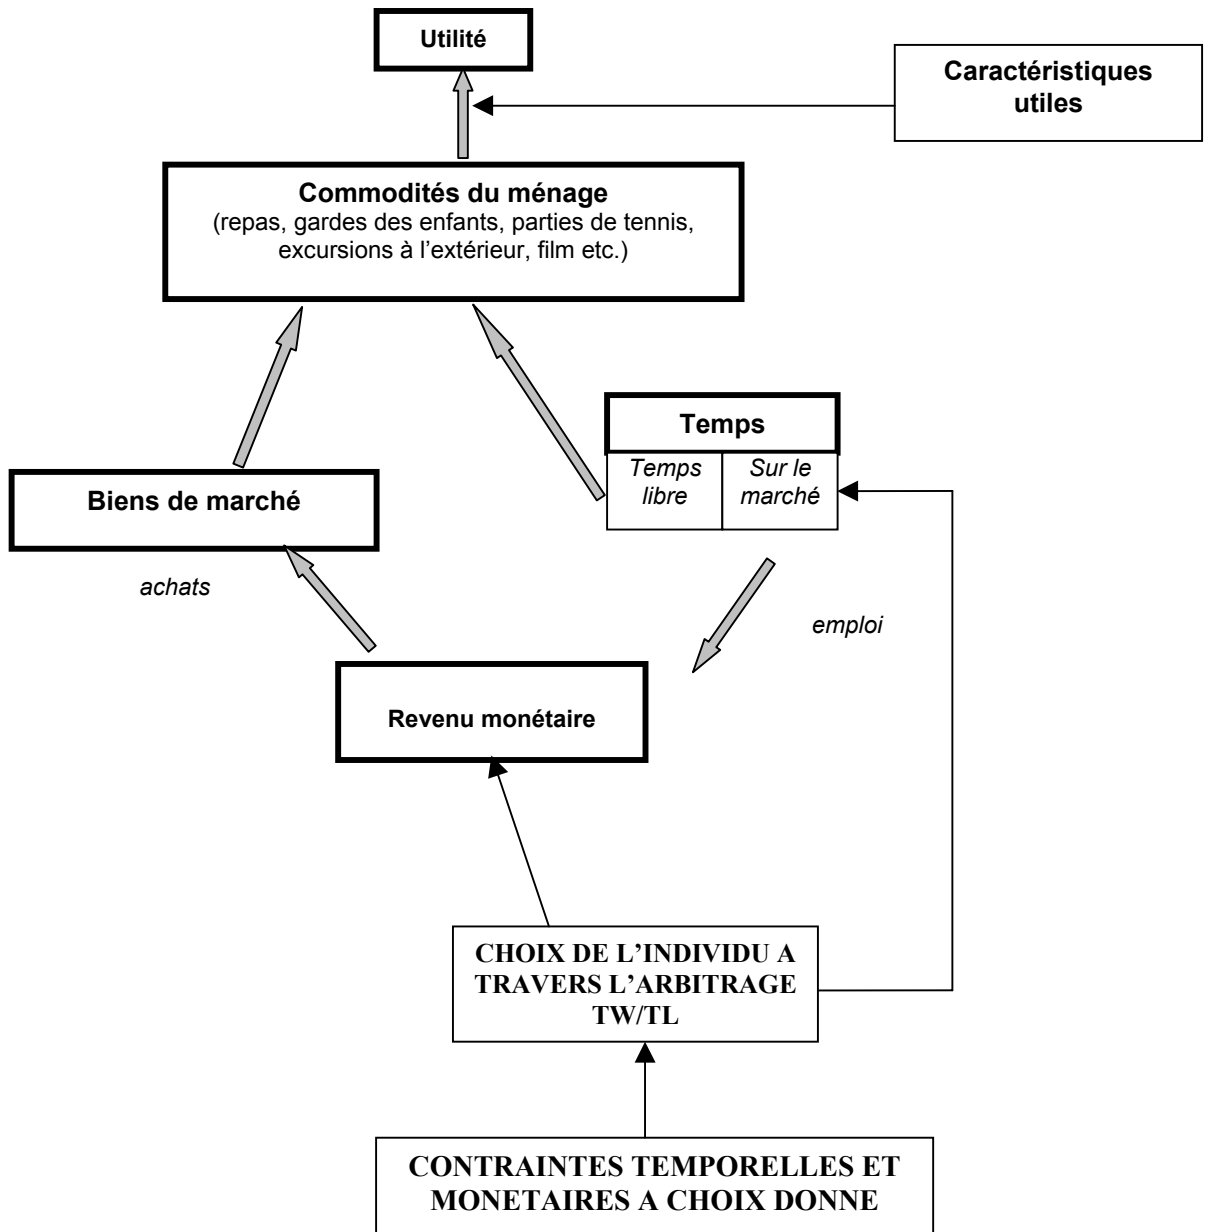 Utilité
Caractéristiques
utiles
Commodités du ménage
(repas, gardes des enfants, parties de tennis,
excursions à l'extérieur, film etc.)
Temps
Temps
libre
Sur le
marché
Biens de marché
achats
emploi
Revenu monétaire
CHOIX DE L'INDIVIDU A
TRAVERS L'ARBITRAGE
TW/TL
CONTRAINTES TEMPORELLES ET
MONETAIRES A CHOIX DONNE